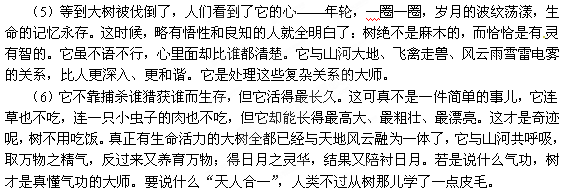 （5）等到大树被伐倒了，人们看到了它的心——年轮，一圈一圈，岁月的波纹荡漾，生
命的记忆永存。这时候，略有悟性和良知的人就全明白了：树绝不是麻木的，而恰恰是有灵
有智的。它虽不语不行，心里面却比谁都清楚。它与山河大地、飞禽走兽、风云雨雪雷电雾
的关系，比人更深入、更和谐。它是处理这些复杂关系的大师。
（6）它不靠捕杀谁猎获谁而生存，但它活得最长久。这可真不是一件简单的事儿，它连
草也不吃，连一只小虫子的肉也不吃，但它却能长得最高大、最粗壮、最漂亮。这才是奇迹
呢，树不用吃饭。真正有生命活力的大树全都已经与天地风云融为一体了，它与山河共呼吸，
取万物之精气，反过来又养育万物；得日月之灵华，结果又陪衬日月。若是说什么气功，树
才是真懂气功的大师。要说什么“天人合一”，人类不过从树那儿学了一点皮毛。